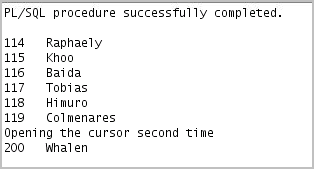 PL/SQL procedure successfully completed.
114 Raphaely
115 Khoo
116 Baida
117 Tobias
118 Himuro
119 Colmenares
Opening the cursor second time
200 Whalen